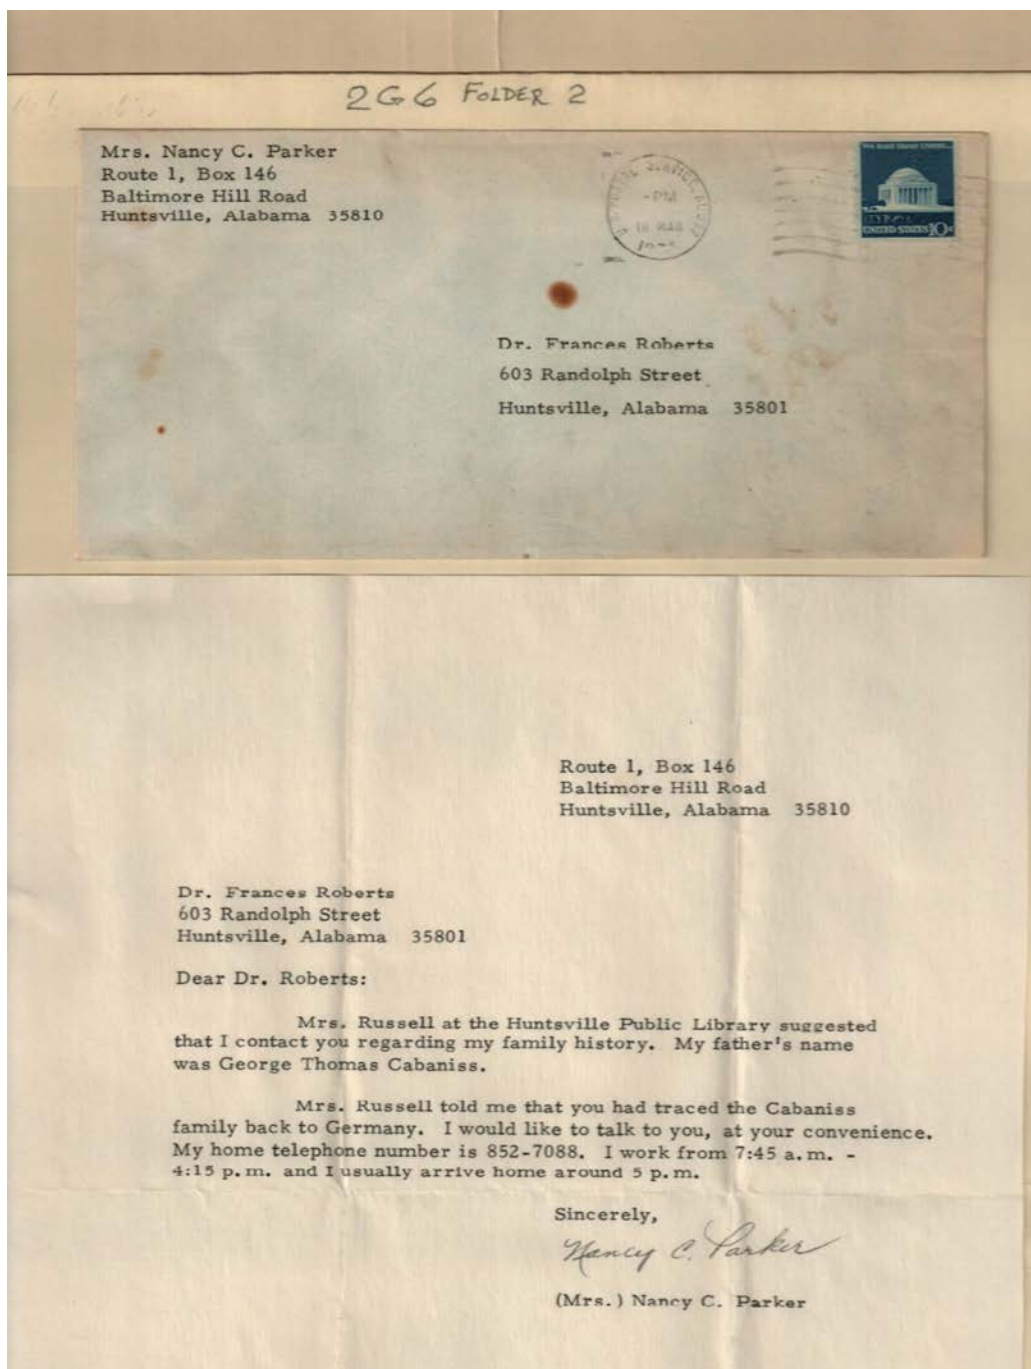 2G6 FOLDER 2
Mrs. Nancy C. Parker
Route 1, Box 146
Baltimore Hill Road
Huntsville, Alabama 35810
PM
18 MAR
UNITED STATES 10c
Dr. Frances Roberts
603 Randolph Street
Huntsville, Alabama 35801
Route 1, Box 146
Baltimore Hill Road
Huntsville, Alabama 35810
Dr. Frances Roberts
603 Randolph Street
Huntsville, Alabama 35801
Dear Dr. Roberts:
Mrs. Russell at the Huntsville Public Library suggested
that I contact you regarding my family history. My father's name
was George Thomas Cabaniss.
Mrs. Russell told me that you had traced the Cabaniss
family back to Germany. I would like to talk to you, at your convenience.
My home telephone number is 852-7088. I work from 7:45 a.m. -
4:15 p.m. and I usually arrive home around 5 p.m.
Sincerely,
Nancy C. Parker
(Mrs.) Nancy C. Parker